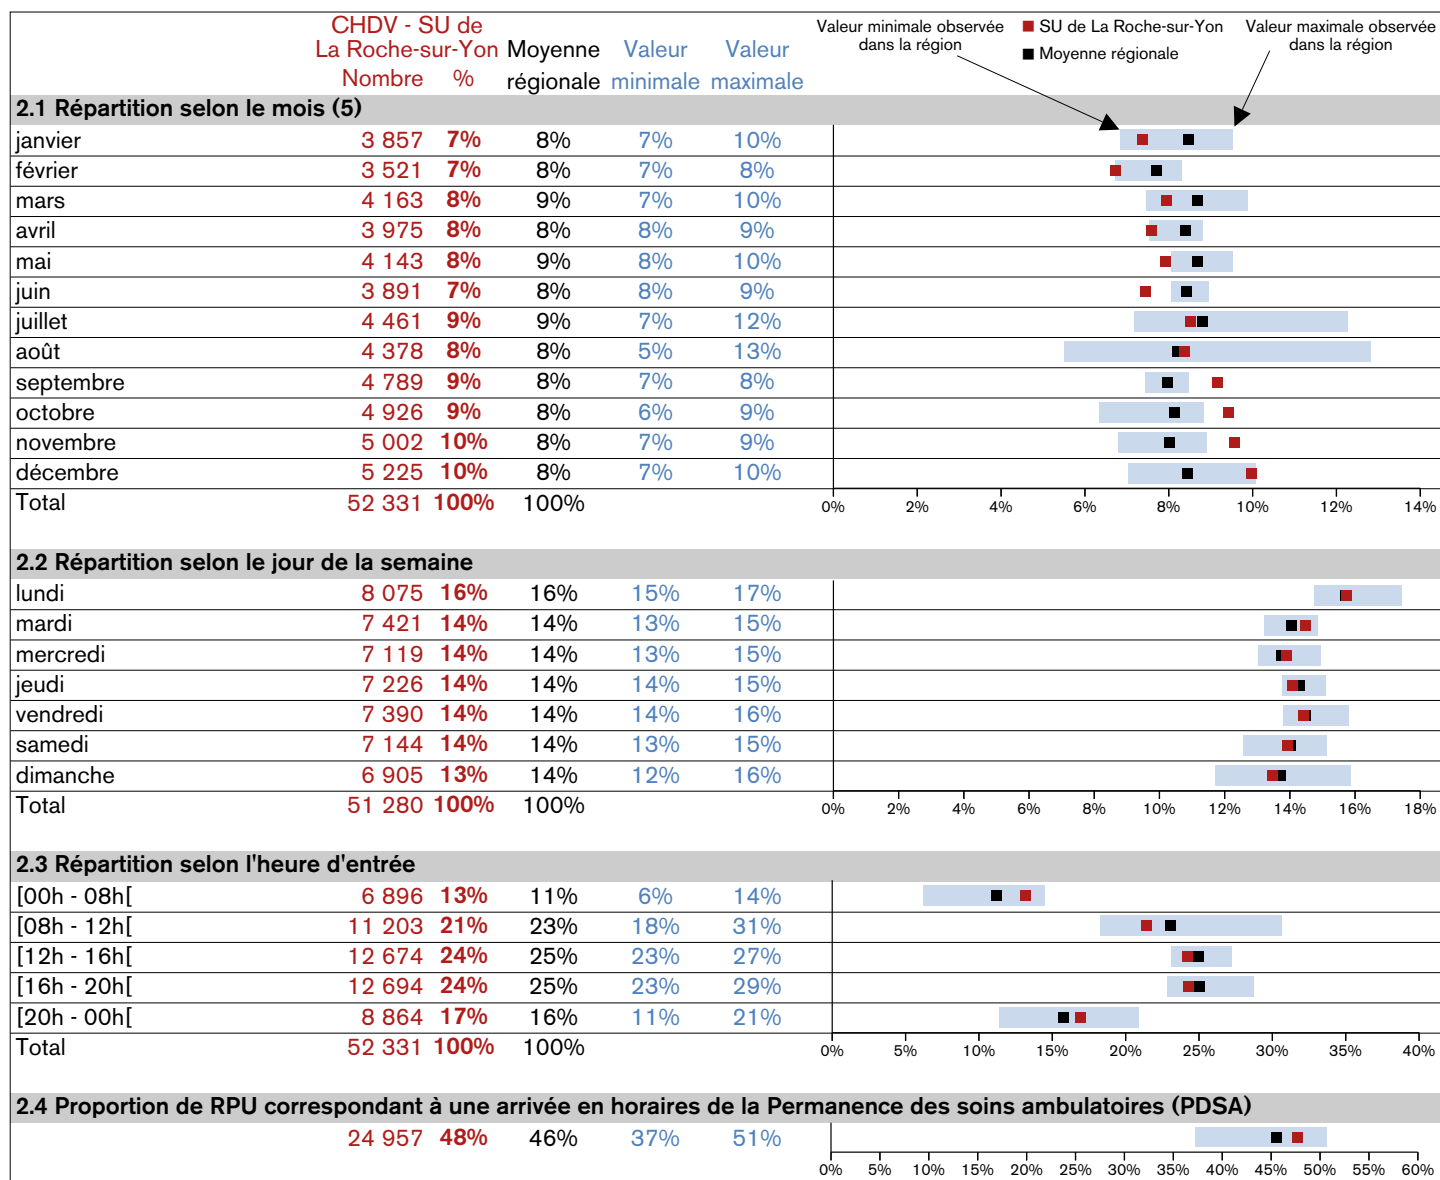 CHDV - SU de
La Roche-sur-Yon Moyenne Valeur Valeur
Nombre % régionale minimale maximale
Valeur minimale observée dans la région
SU de La Roche-sur-Yon
Moyenne régionale
Valeur maximale observée dans la région
2.1 Répartition selon le mois (5)
janvier 3 857 7% 8% 7% 10%
février 3 521 7% 8% 7% 8%
mars 4 163 8% 9% 7% 10%
avril 3 975 8% 8% 8% 9%
mai 4 143 8% 9% 8% 10%
juin 3 891 7% 8% 8% 9%
juillet 4 461 9% 9% 7% 12%
août 4 378 8% 8% 5% 13%
septembre 4 789 9% 8% 7% 8%
octobre 4 926 9% 8% 6% 9%
novembre 5 002 10% 8% 7% 9%
décembre 5 225 10% 8% 7% 10%
Total 52 331 100% 100%
0% 2% 4% 6% 8% 10% 12% 14%
2.2 Répartition selon le jour de la semaine
lundi 8 075 16% 16% 15% 17%
mardi 7 421 14% 14% 13% 15%
mercredi 7 119 14% 14% 13% 15%
jeudi 7 226 14% 14% 14% 15%
vendredi 7 390 14% 14% 14% 16%
samedi 7 144 14% 14% 13% 15%
dimanche 6 905 13% 14% 12% 16%
Total 51 280 100% 100%
0% 2% 4% 6% 8% 10% 12% 14% 16% 18%
2.3 Répartition selon l'heure d'entrée
[00h - 08h[ 6 896 13% 11% 6% 14%
[08h - 12h[ 11 203 21% 23% 18% 31%
[12h - 16h[ 12 674 24% 25% 23% 27%
[16h - 20h[ 12 694 24% 25% 23% 29%
[20h - 00h[ 8 864 17% 16% 11% 21%
Total 52 331 100% 100%
0% 5% 10% 15% 20% 25% 30% 35% 40%
2.4 Proportion de RPU correspondant à une arrivée en horaires de la Permanence des soins ambulatoires (PDSA)
24 957 48% 46% 37% 51%
0% 5% 10% 15% 20% 25% 30% 35% 40% 45% 50% 55% 60%